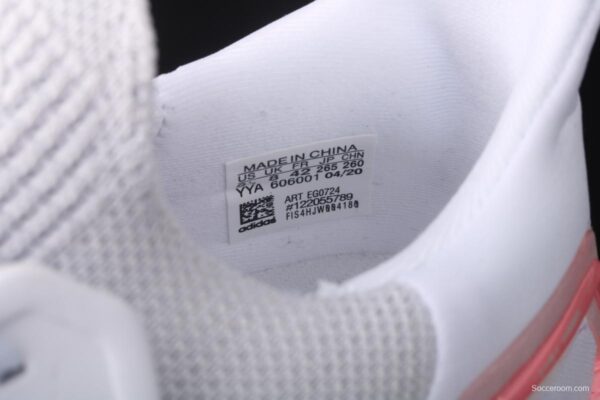 MADE IN CHINA
US UK FR JP CHN
8 42 265 260
YYA 606001 04/20
ART EG0724
#122055789
adidas
Socceroom.com